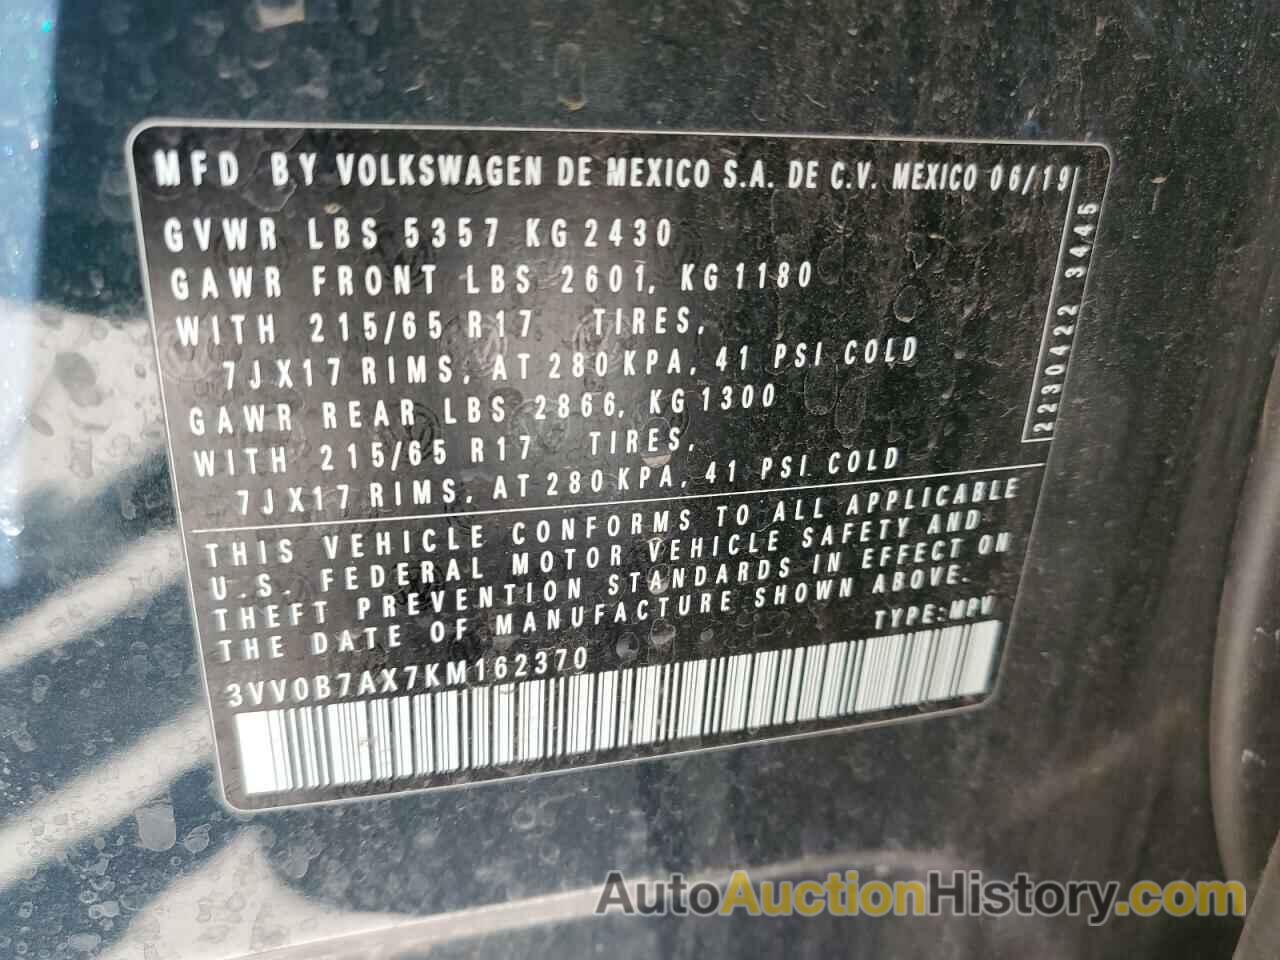 MFD BY VOLKSWAGEN DE MEXICO S.A. DE C.V. MEXICO 06/19
GVWR LBS 5357 KG 2430
GAWR FRONT LBS 2601, KG 1180
WITH 215/65 R17 TIRES,
7JX17 RIMS, AT 280 KPA, 41 PSI COLD
GAWR REAR LBS 2866, KG 1300
WITH 215/65 R17 TIRES,
7JX17 RIMS, AT 280 KPA, 41 PSI COLD
2230422 3445
THIS VEHICLE CONFORMS TO ALL APPLICABLE
U.S. FEDERAL MOTOR VEHICLE SAFETY AND
THEFT PREVENTION STANDARDS IN EFFECT ON
THE DATE OF MANUFACTURE SHOWN ABOVE.
TYPE: MPV
3VV0B7AX7KM162370
AutoAuctionHistory.com